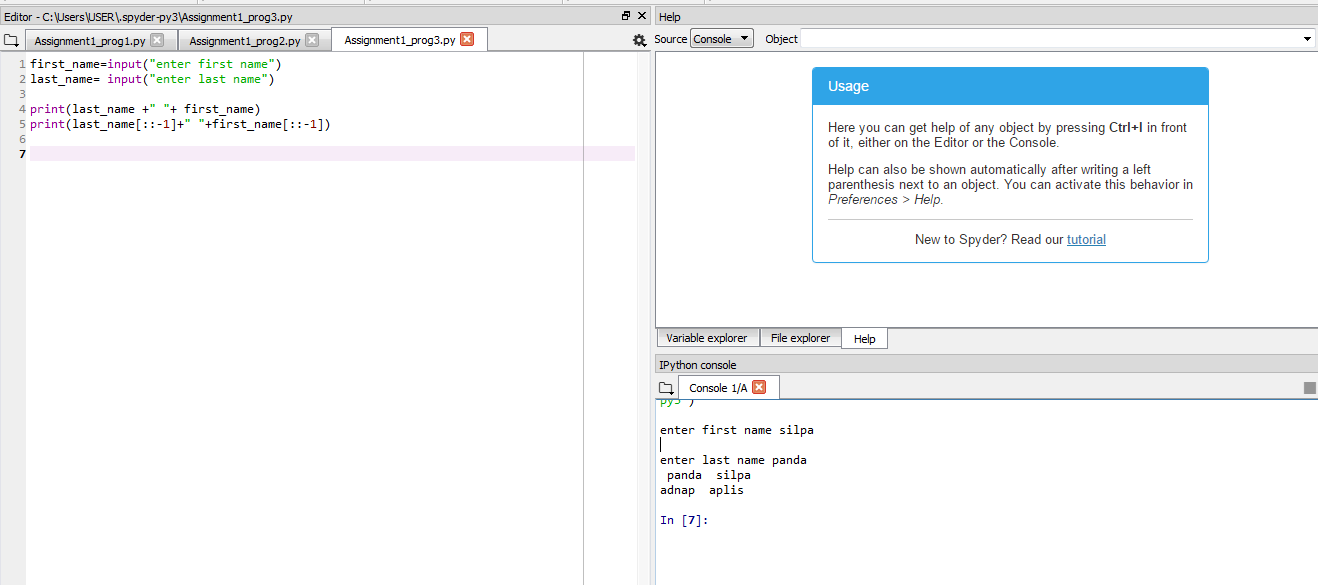 Editor - C:\Users\USER\.spyder-py3\Assignment1_prog3.py
Assignment1_prog1.py
Assignment1_prog2.py
Assignment1_prog3.py
1 first_name=input("enter first name")
2 last_name= input("enter last name")
3
4 print(last_name +" "+ first_name)
5 print(last_name[::-1]+" "+first_name[::-1])
6
7
Help
Source Console Object
Usage
Here you can get help of any object by pressing Ctrl+I in front
of it, either on the Editor or the Console.
Help can also be shown automatically after writing a left
parenthesis next to an object. You can activate this behavior in
Preferences > Help.
New to Spyder? Read our tutorial
Variable explorer File explorer Help
IPython console
Console 1/A
py3')
enter first name silpa
enter last name panda
 panda  silpa
adnap  aplis
In [7]: